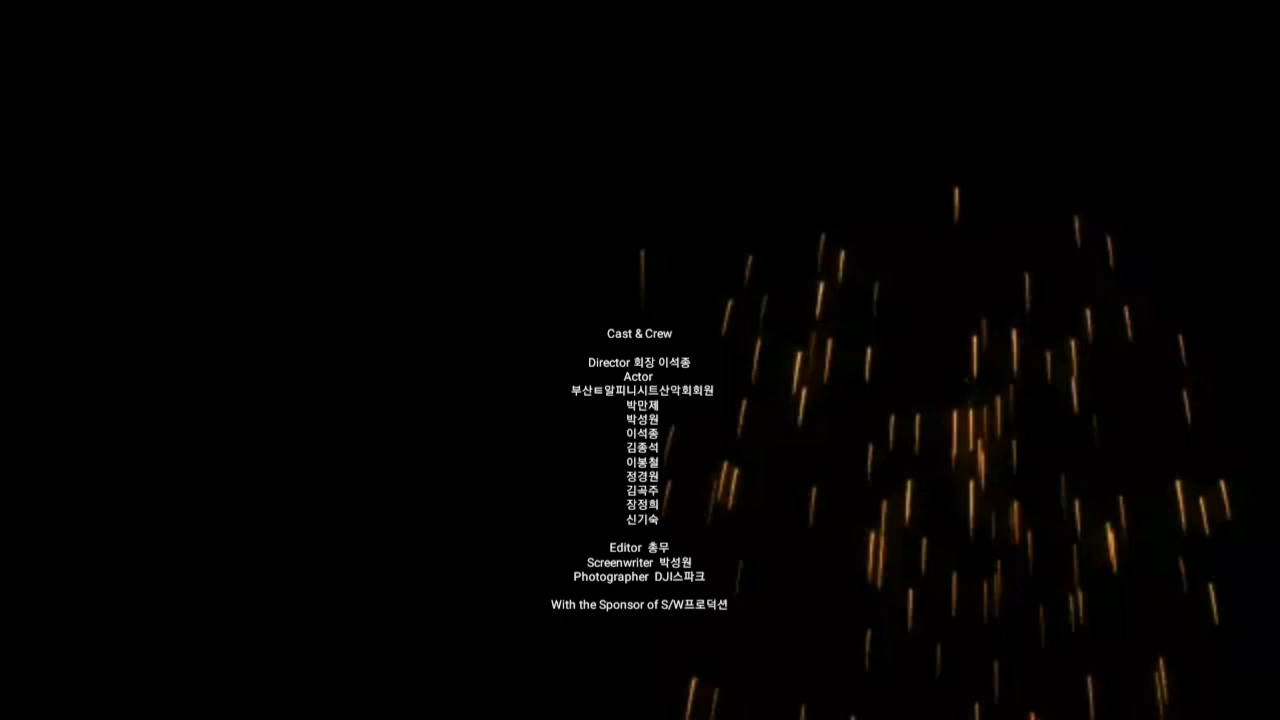 Cast & Crew
Director 회장 이석종
Actor
부산ㅌ알피니시트산악회회원
박만제
박성원
이석종
김종석
이봉철
정경원
김곡주
장정희
신기숙
Editor 총무
Screenwriter 박성원
Photographer DJI스파크
With the Sponsor of S/W프로덕션